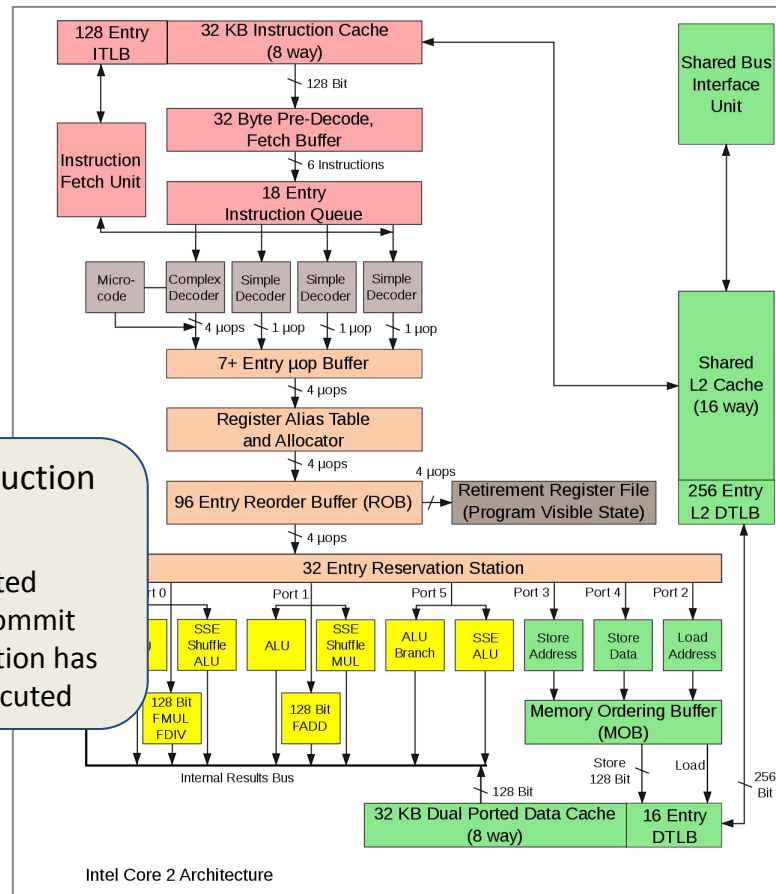 128 Entry
ITLB
32 KB Instruction Cache
(8 way)
128 Bit
Shared Bus
Interface
Unit
32 Byte Pre-Decode,
Fetch Buffer
Instruction
Fetch Unit
6 Instructions
18 Entry
Instruction Queue
Micro-
code
Complex
Decoder
Simple
Decoder
Simple
Decoder
Simple
Decoder
4 µops
1 µop
1 µop
1 µop
7+ Entry µop Buffer
4 µops
Register Alias Table
and Allocator
4 µops
4 µops
96 Entry Reorder Buffer (ROB)
Retirement Register File
(Program Visible State)
4 µops
Shared
L2 Cache
(16 way)
256 Entry
L2 DTLB
32 Entry Reservation Station
Port 1
Port 5
Port 3
Port 4
Port 2
SSE
Shuffle
ALU
ALU
SSE
Shuffle
MUL
ALU
Branch
SSE
ALU
Store
Address
Store
Data
Load
Address
128 Bit
FMUL
FDIV
128 Bit
FADD
Memory Ordering Buffer
(MOB)
Internal Results Bus
128 Bit
Store
128 Bit
Load
256
Bit
32 KB Dual Ported Data Cache
(8 way)
16 Entry
DTLB
Intel Core 2 Architecture
uction
ted
ommit
tion has
cuted